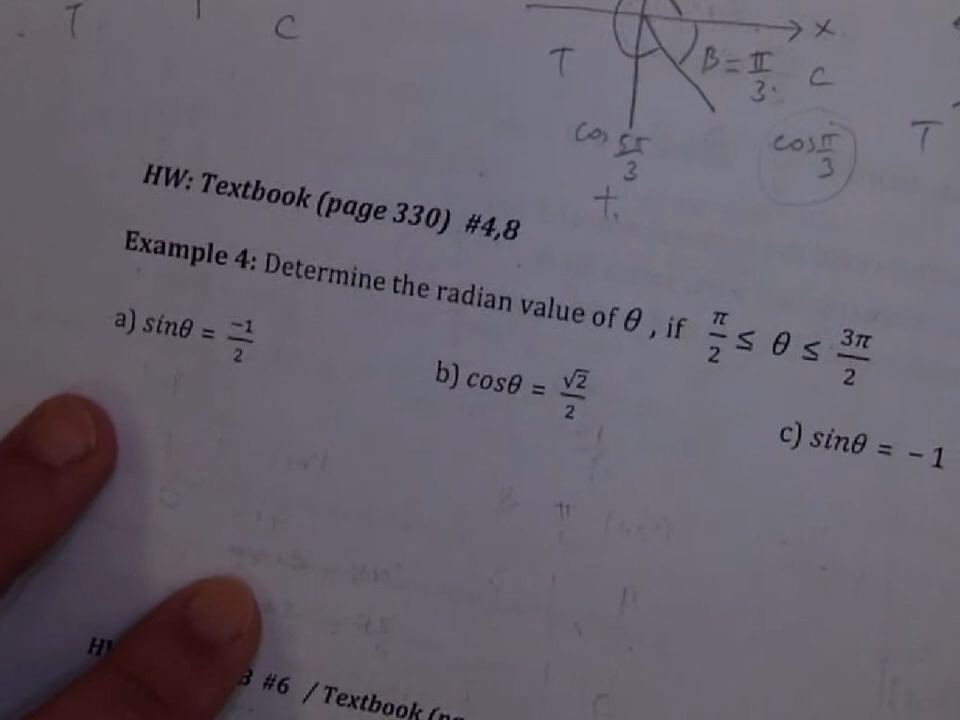 T C
x
T B = π/3 C
cos 5π/3 cos π/3 T
+
HW: Textbook (page 330) #4,8
Example 4: Determine the radian value of θ , if π/2 ≤ θ ≤ 3π/2
a) sinθ = -1/2 b) cosθ = √2/2 c) sinθ = - 1
#6 / Textbook